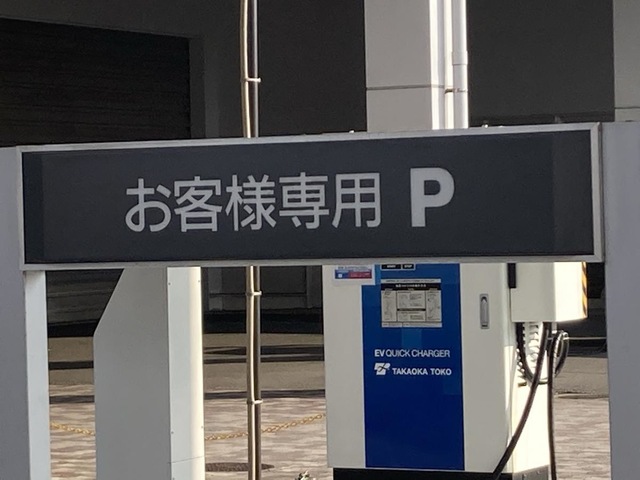 お客様専用 P
EV QUICK CHARGER
TAKAOKA TOKO